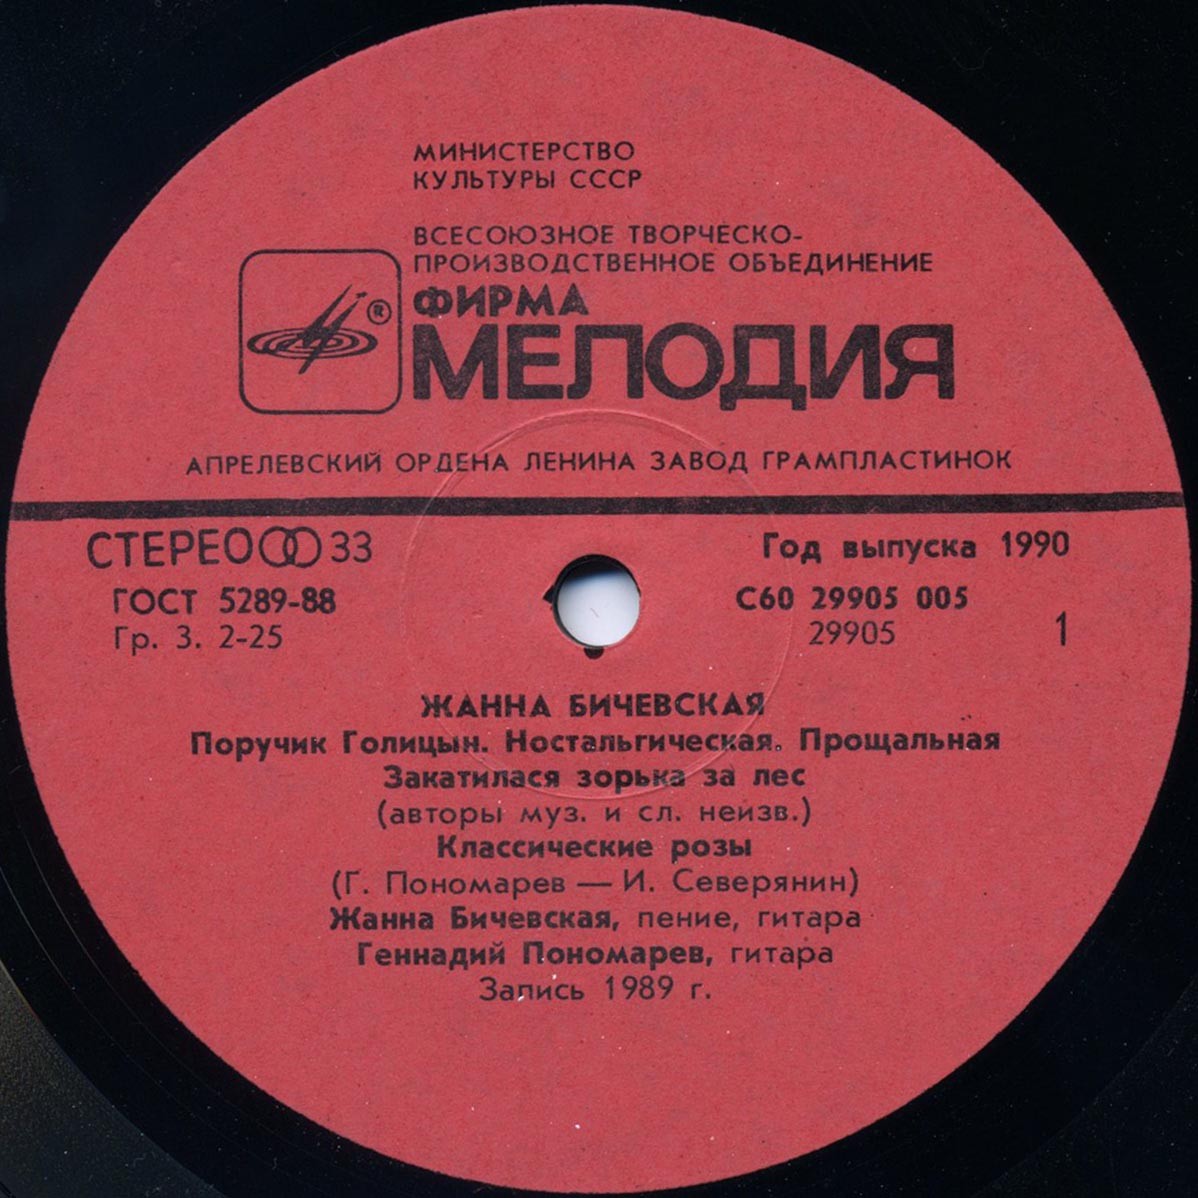 МИНИСТЕРСТВО
КУЛЬТУРЫ СССР
ВСЕСОЮЗНОЕ ТВОРЧЕСКО-
ПРОИЗВОДСТВЕННОЕ ОБЪЕДИНЕНИЕ
ФИРМА
®
МЕЛОДИЯ
АПРЕЛЕВСКИЙ ОРДЕНА ЛЕНИНА ЗАВОД ГРАМПЛАСТИНОК
СТЕРЕО 33
Год выпуска 1990
ГОСТ 5289-88
С60 29905 005
Гр. 3. 2-25
29905
1
ЖАННА БИЧЕВСКАЯ
Поручик Голицын. Ностальгическая. Прощальная
Закатилася зорька за лес
(авторы муз. и сл. неизв.)
Классические розы
(Г. Пономарев — И. Северянин)
Жанна Бичевская, пение, гитара
Геннадий Пономарев, гитара
Запись 1989 г.